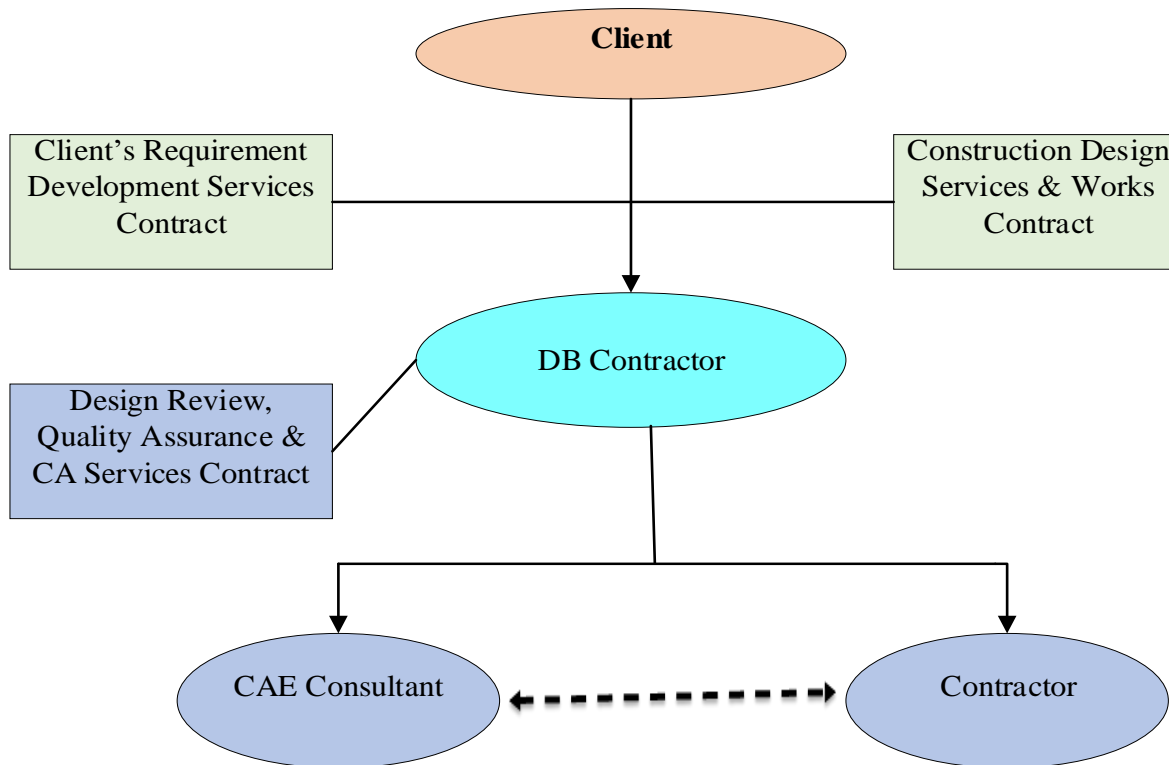 Client
Client’s Requirement
Development Services
Contract
Construction Design
Services & Works
Contract
DB Contractor
Design Review,
Quality Assurance &
CA Services Contract
CAE Consultant
Contractor